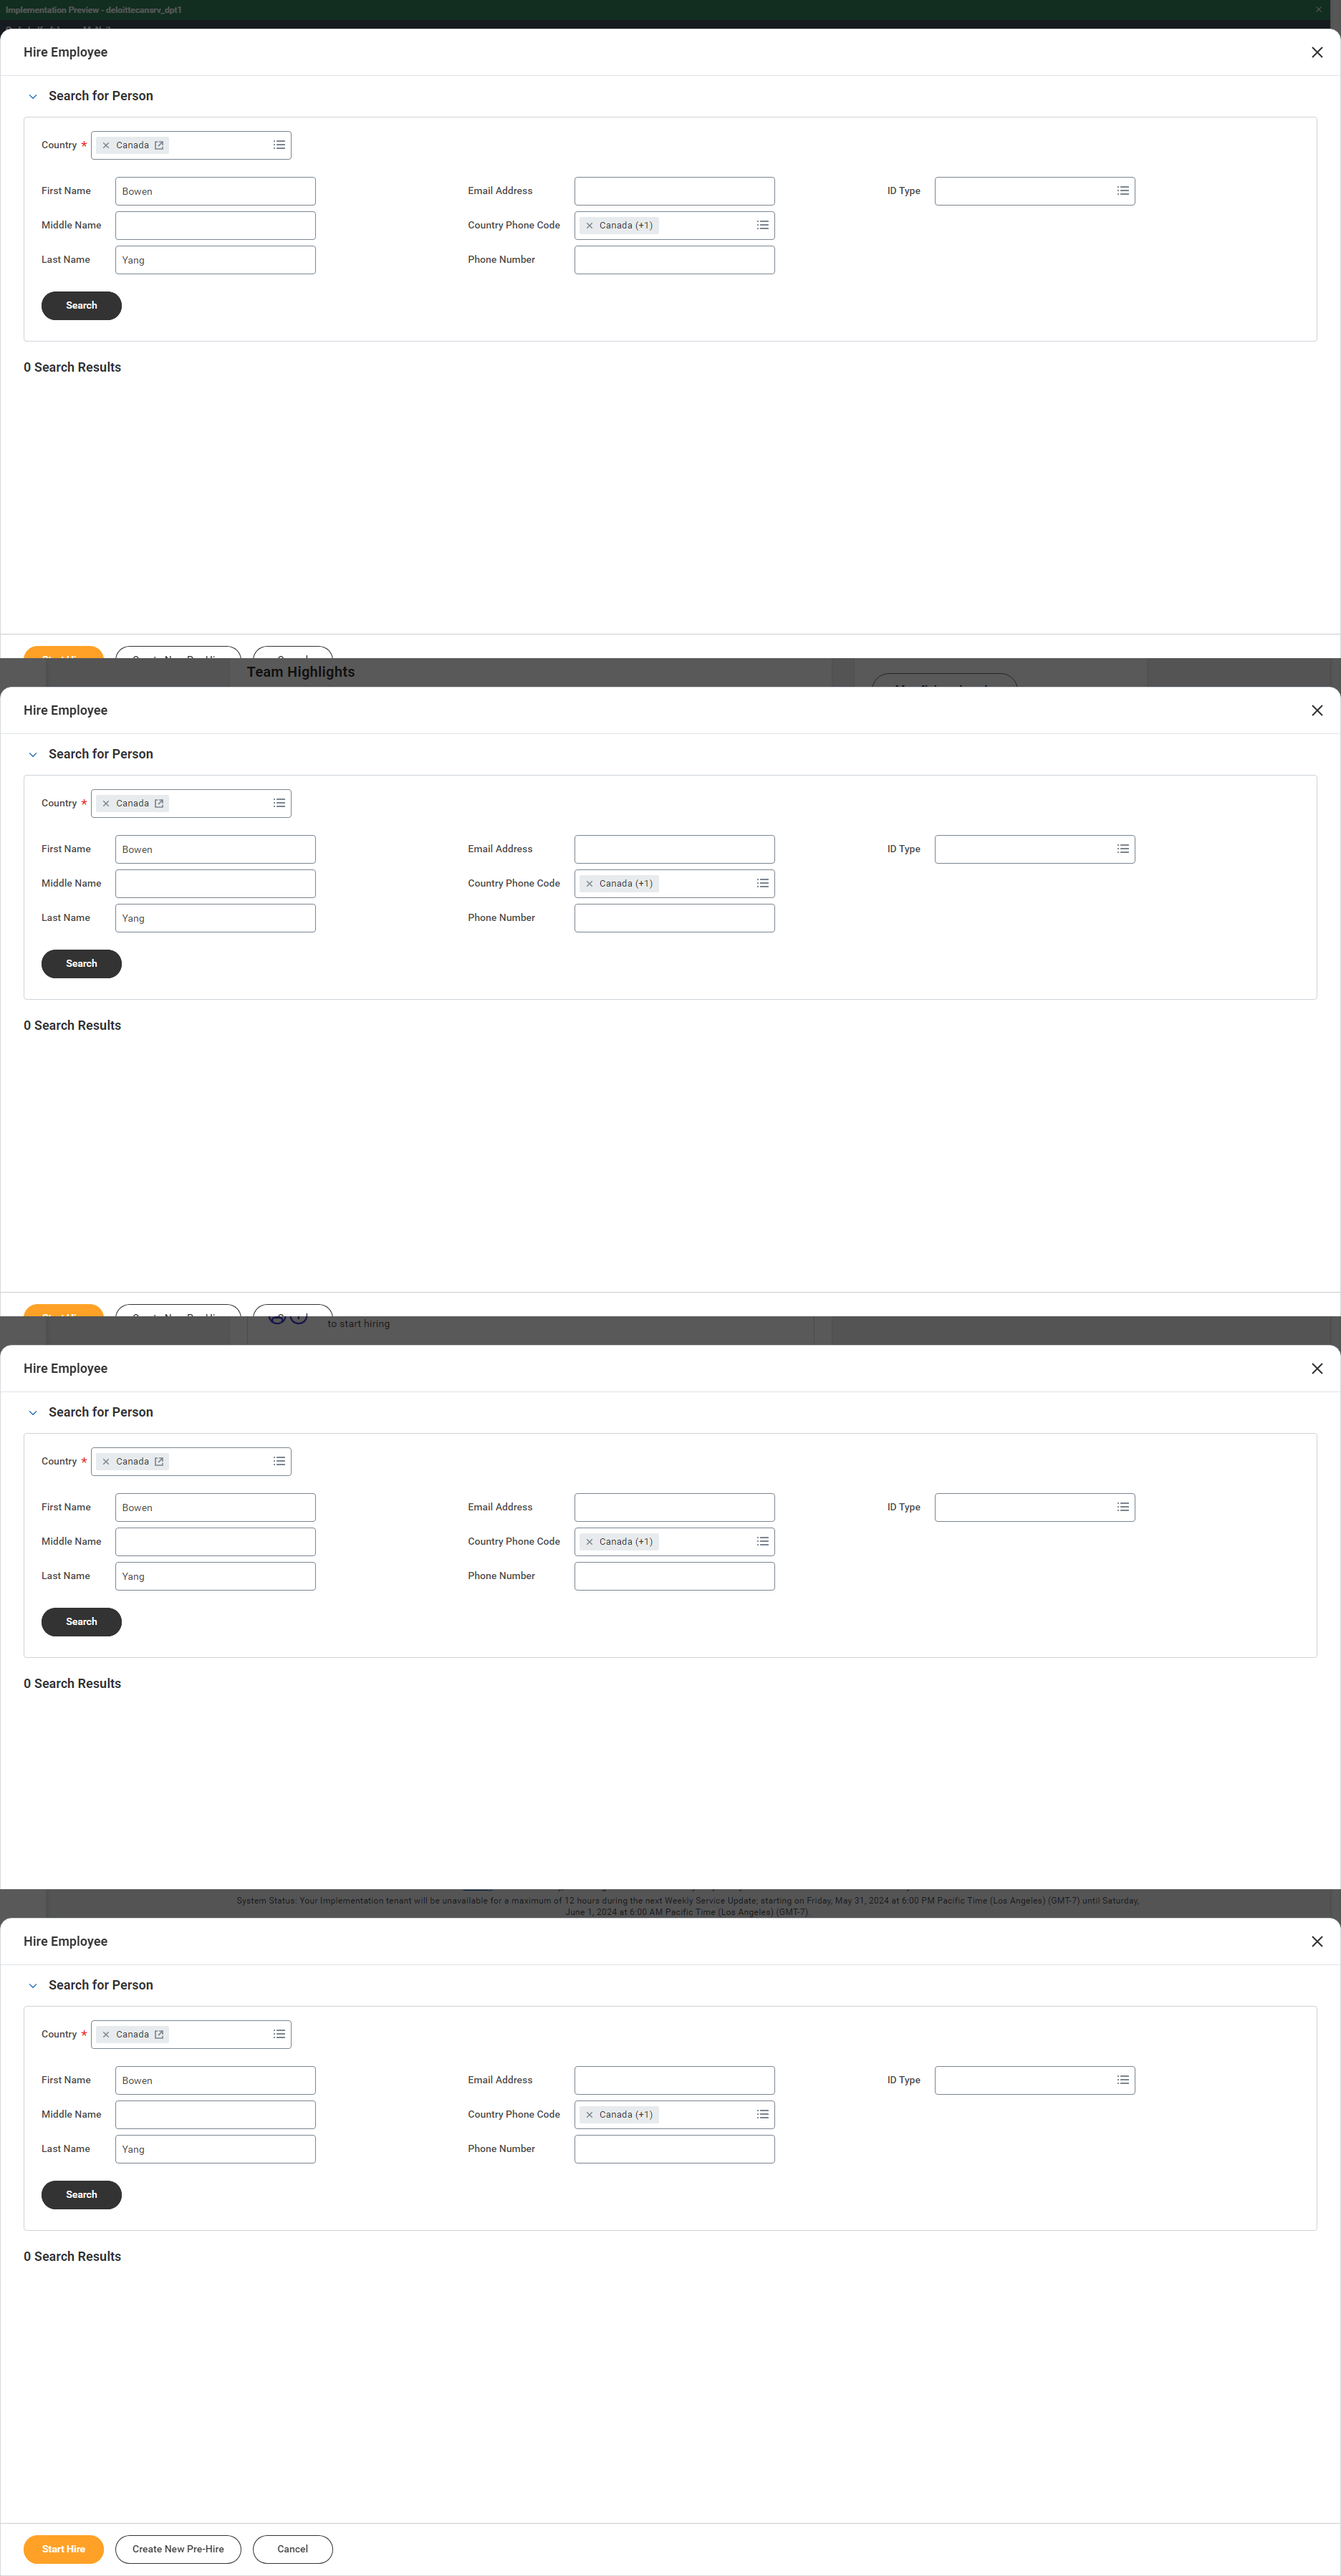 Implementation Preview - deloittecansrv_dpt1
Hire Employee
Search for Person
Country * Canada
First Name Bowen Email Address ID Type
Middle Name Country Phone Code Canada (+1)
Last Name Yang Phone Number
Search
0 Search Results
Team Highlights
Hire Employee
Search for Person
Country * Canada
First Name Bowen Email Address ID Type
Middle Name Country Phone Code Canada (+1)
Last Name Yang Phone Number
Search
0 Search Results
to start hiring
Hire Employee
Search for Person
Country * Canada
First Name Bowen Email Address ID Type
Middle Name Country Phone Code Canada (+1)
Last Name Yang Phone Number
Search
0 Search Results
System Status: Your Implementation tenant will be unavailable for a maximum of 12 hours during the next Weekly Service Update; starting on Friday, May 31, 2024 at 6:00 PM Pacific Time (Los Angeles) (GMT-7) until Saturday,
June 1, 2024 at 6:00 AM Pacific Time (Los Angeles) (GMT-7).
Hire Employee
Search for Person
Country * Canada
First Name Bowen Email Address ID Type
Middle Name Country Phone Code Canada (+1)
Last Name Yang Phone Number
Search
0 Search Results
Start Hire Create New Pre-Hire Cancel